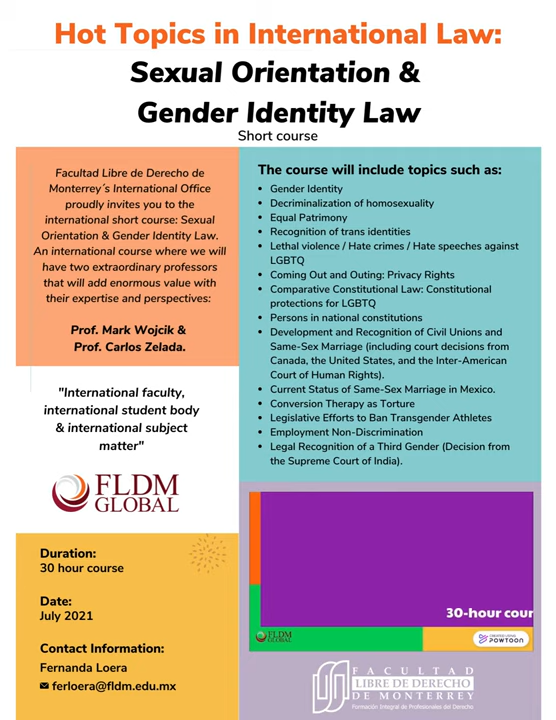 Hot Topics in International Law:
Sexual Orientation &
Gender Identity Law
Short course
Facultad Libre de Derecho de
Monterrey´s International Office
proudly invites you to the
international short course: Sexual
Orientation & Gender Identity Law.
An international course where we will
have two extraordinary professors
that will add enormous value with
their expertise and perspectives:
Prof. Mark Wojcik &
Prof. Carlos Zelada.
"International faculty,
international student body
& international subject
matter"
FLDM
GLOBAL
Duration:
30 hour course
Date:
July 2021
Contact Information:
Fernanda Loera
ferloera@fldm.edu.mx
The course will include topics such as:
• Gender Identity
• Decriminalization of homosexuality
• Equal Patrimony
• Recognition of trans identities
• Lethal violence / Hate crimes / Hate speeches against
LGBTQ
• Coming Out and Outing: Privacy Rights
• Comparative Constitutional Law: Constitutional
protections for LGBTQ
• Persons in national constitutions
• Development and Recognition of Civil Unions and
Same-Sex Marriage (including court decisions from
Canada, the United States, and the Inter-American
Court of Human Rights).
• Current Status of Same-Sex Marriage in Mexico.
• Conversion Therapy as Torture
• Legislative Efforts to Ban Transgender Athletes
• Employment Non-Discrimination
• Legal Recognition of a Third Gender (Decision from
the Supreme Court of India).
30-hour cour
FLDM
GLOBAL
CREATED USING
POWTOON
FACULTAD
LIBRE DE DERECHO
DE MONTERREY
Formación Integral de Profesionales del Derecho